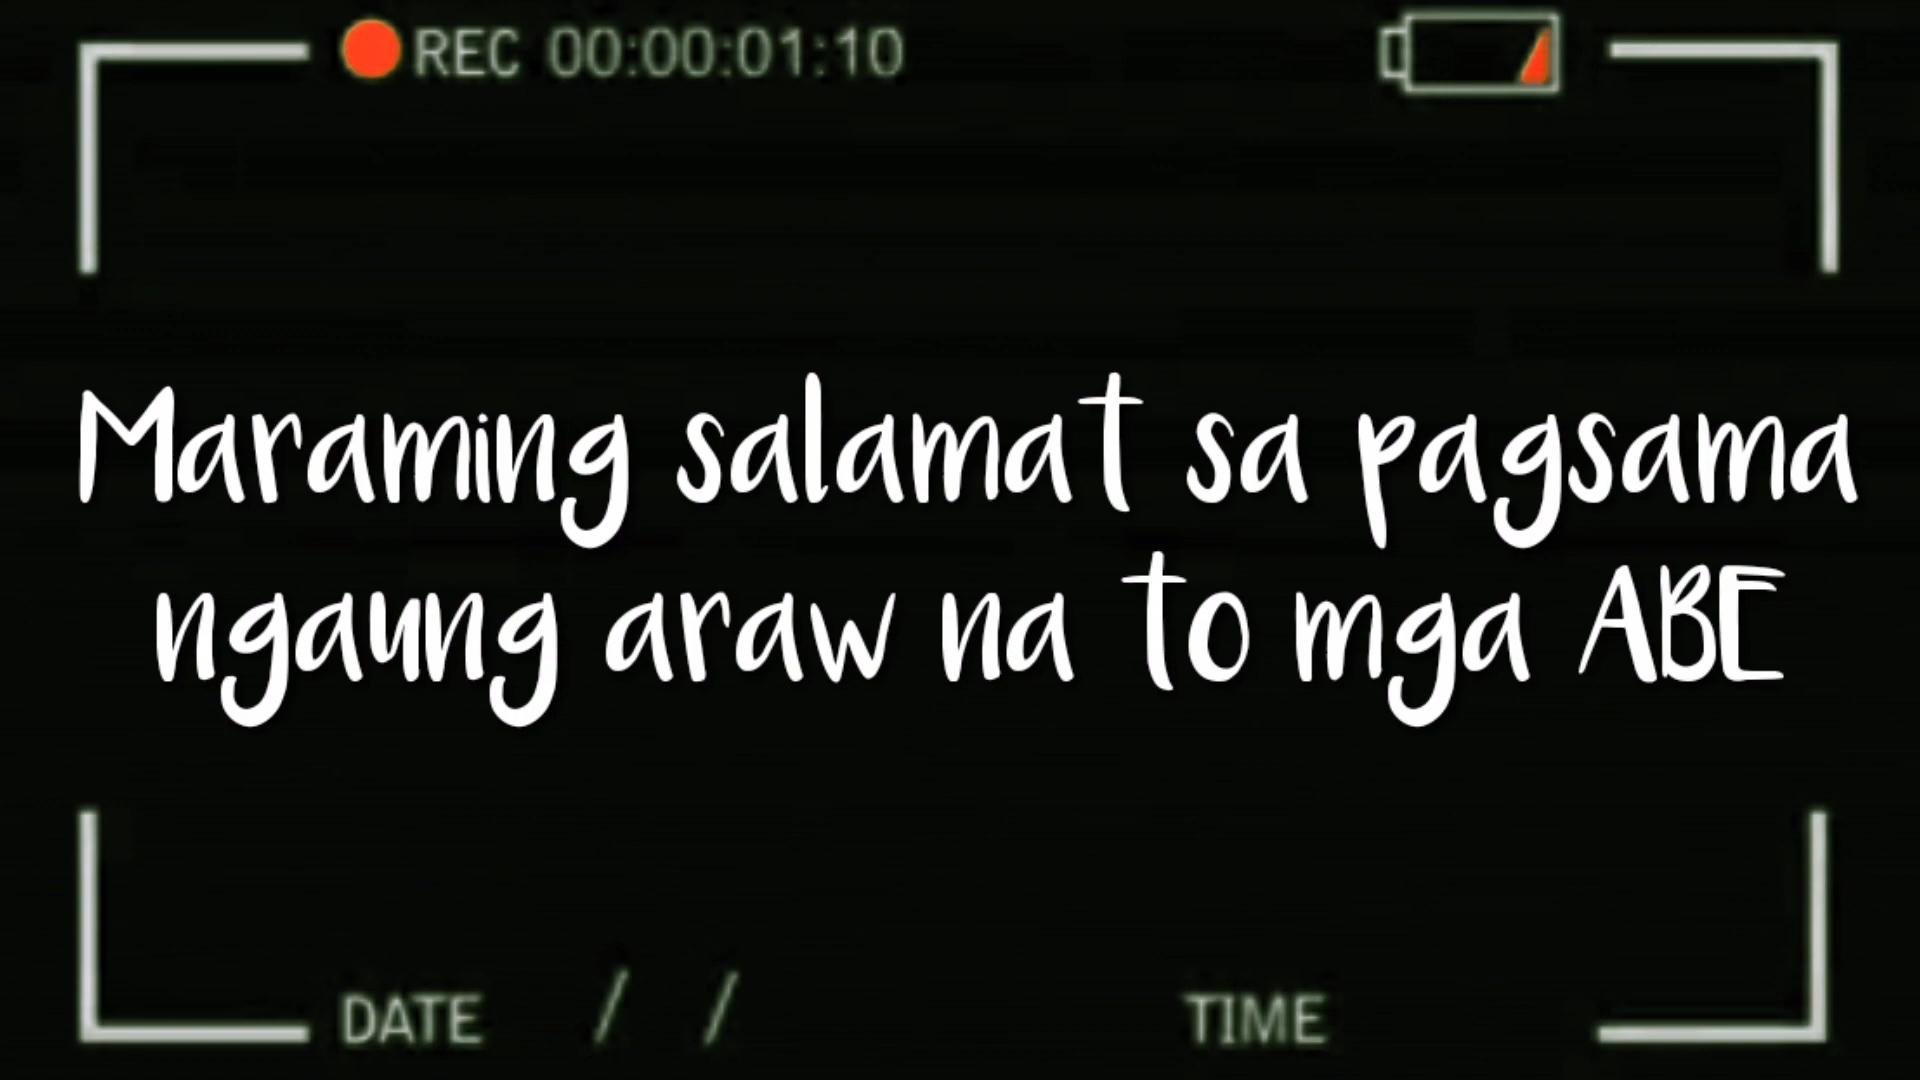 REC 00:00:01:10
Maraming salamat sa pagsama
ngaung araw na to mga ABE
DATE / / TIME